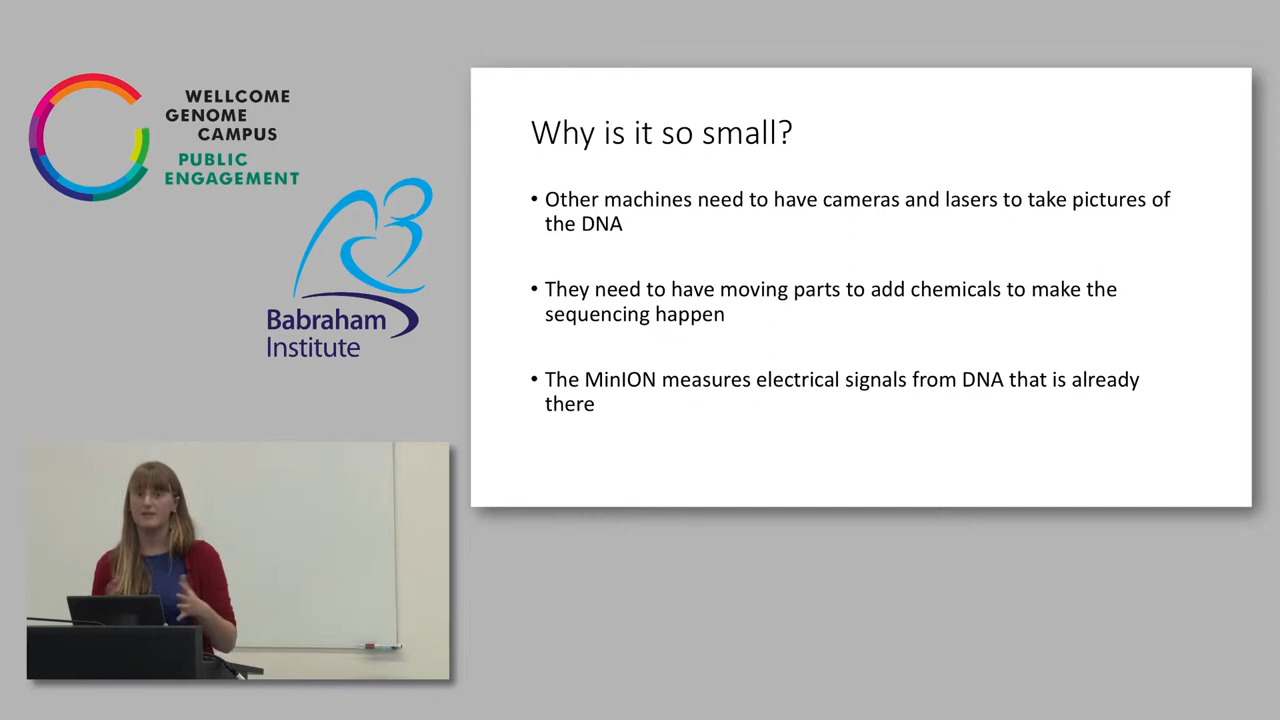 WELLCOME
GENOME
CAMPUS
PUBLIC
ENGAGEMENT
Babraham
Institute
Why is it so small?
• Other machines need to have cameras and lasers to take pictures of
the DNA
• They need to have moving parts to add chemicals to make the
sequencing happen
• The MinION measures electrical signals from DNA that is already
there